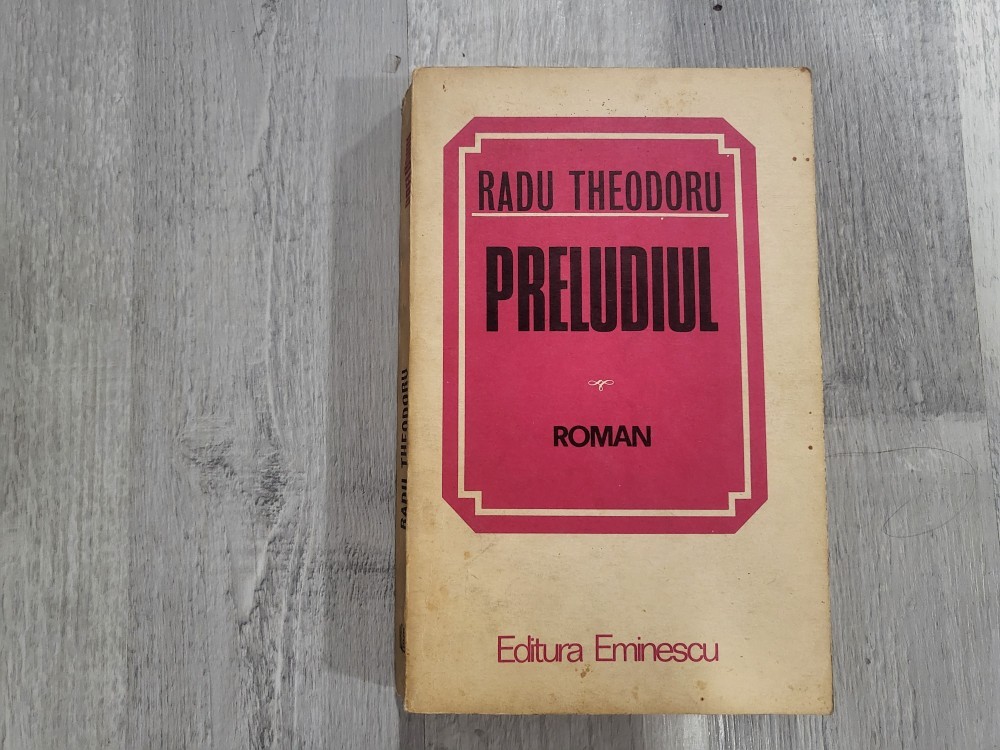 RADU THEODORU
PRELUDIUL
ROMAN
Editura Eminescu
RADU THEODORU